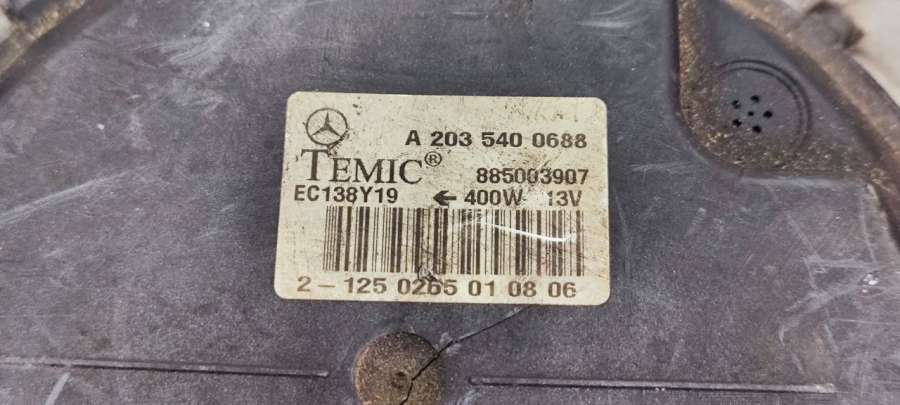 A 203 540 0688
TEMIC®
885003907
EC138Y19 ← 400W 13V
2-125 0265 01 08 06